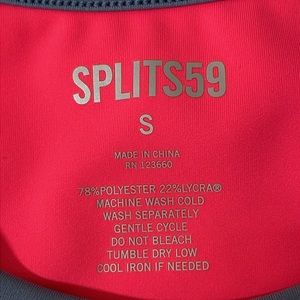 SPLITS59
S
MADE IN CHINA
RN 123660
78%POLYESTER 22%LYCRA®
MACHINE WASH COLD
WASH SEPARATELY
GENTLE CYCLE
DO NOT BLEACH
TUMBLE DRY LOW
COOL IRON IF NEEDED